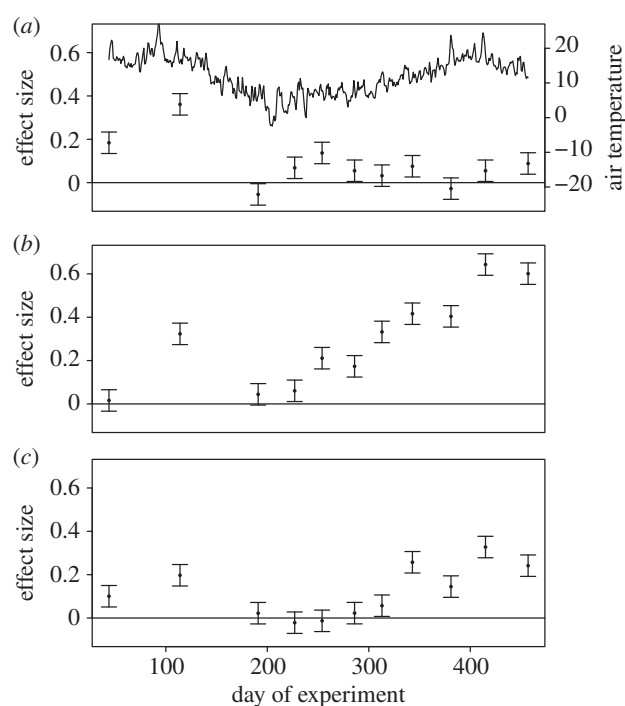 (a)
0.6
0.4
0.2
0
effect size
20
10
0
−10
−20
air temperature
(b)
0.6
0.4
0.2
0
effect size
(c)
0.6
0.4
0.2
0
effect size
100 200 300 400
day of experiment